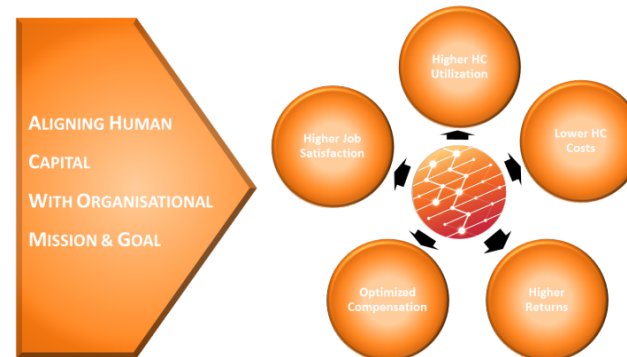 ALIGNING HUMAN
CAPITAL
WITH ORGANISATIONAL
MISSION & GOAL
Higher HC
Utilization
Higher Job
Satisfaction
Lower HC
Costs
Optimized
Compensation
Higher
Returns